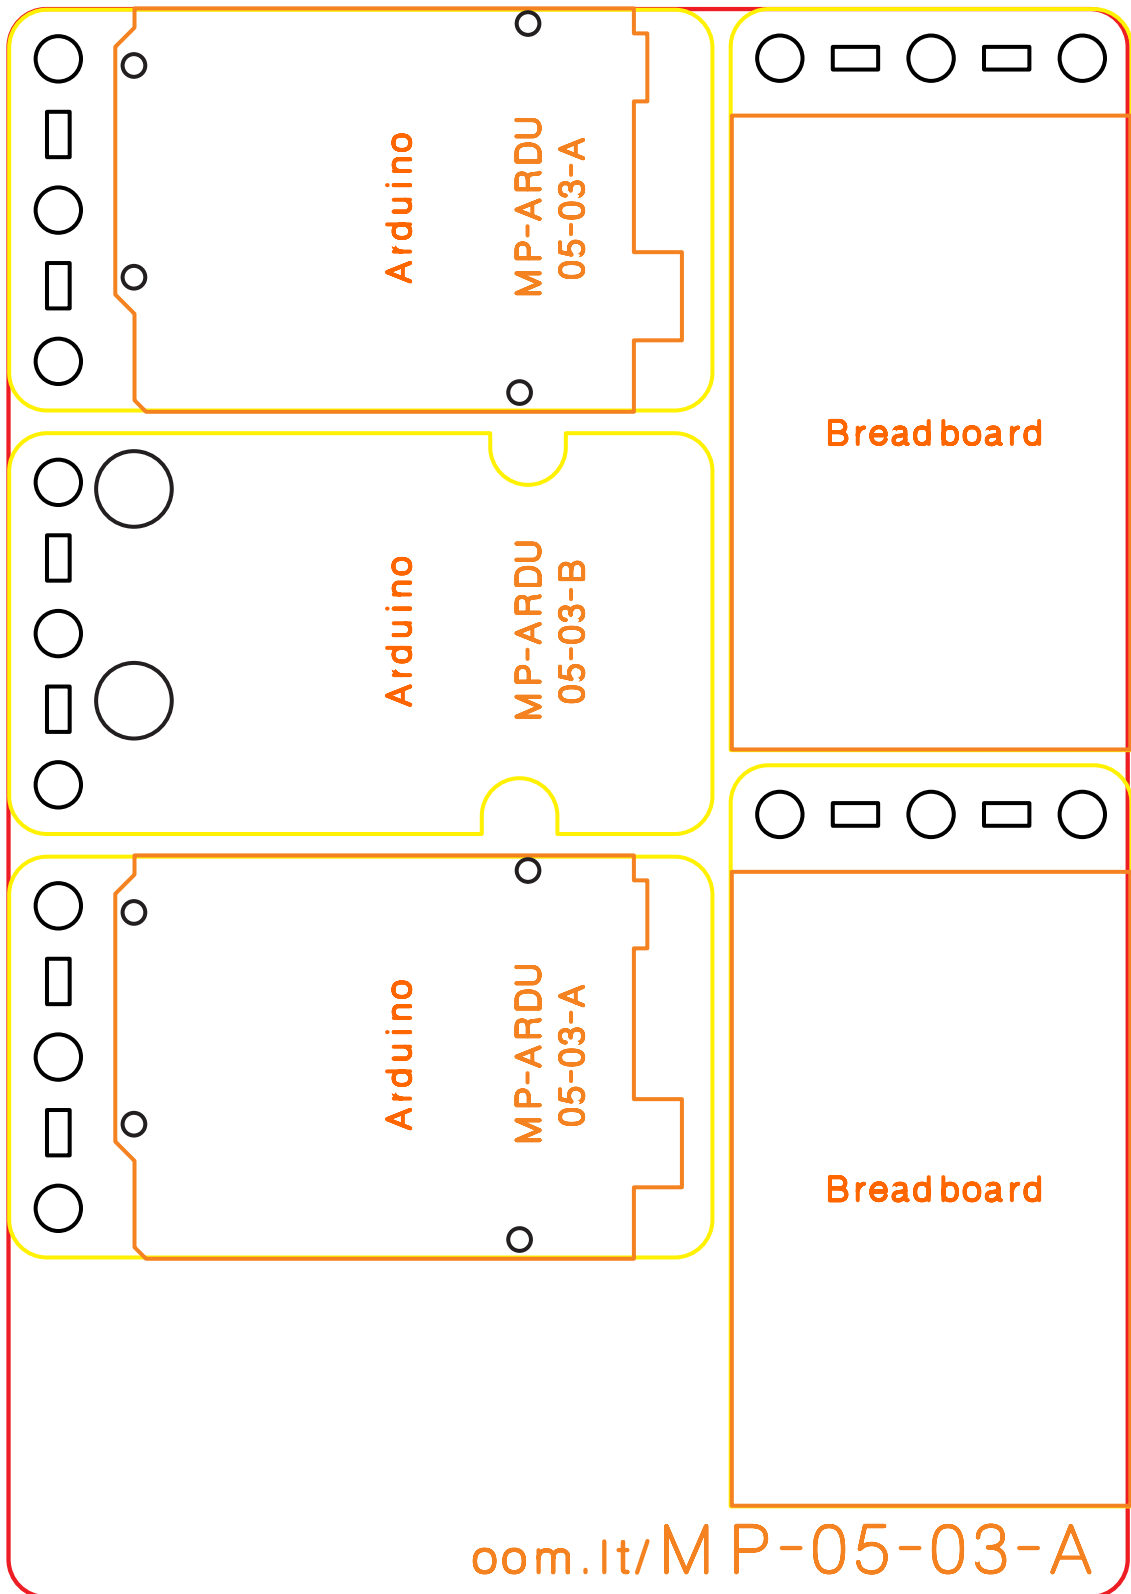 Arduino
MP-ARDU
05-03-A
Breadboard
Arduino
MP-ARDU
05-03-B
Arduino
MP-ARDU
05-03-A
Breadboard
oom.lt/MP-05-03-A